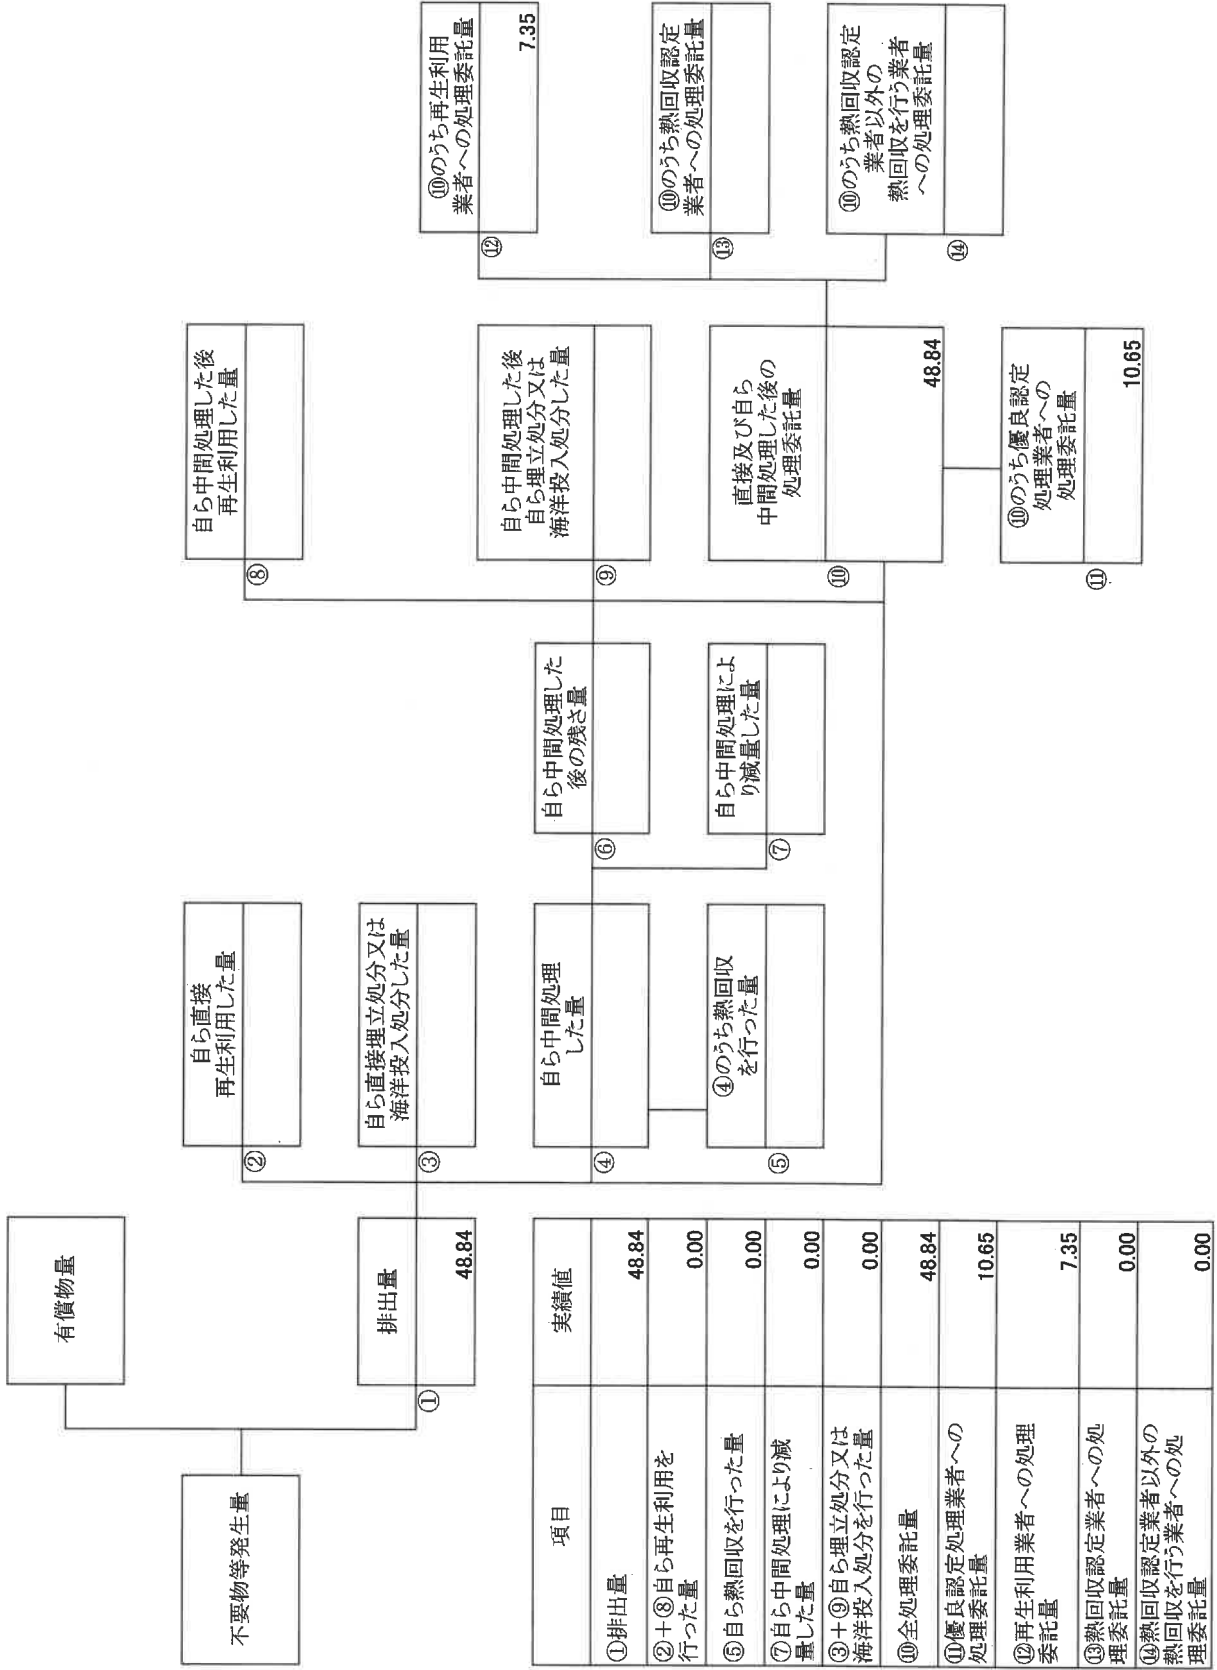 不要物等発生量
有償物量
排出量
①
48.84
自ら直接
再生利用した量
②
自ら直接埋立処分又は
海洋投入処分した量
③
自ら中間処理
した量
④
④のうち熱回収
を行った量
⑤
自ら中間処理した
後の残さ量
⑥
自ら中間処理によ
り減量した量
⑦
自ら中間処理した後
再生利用した量
⑧
自ら中間処理した後
自ら埋立処分又は
海洋投入処分した量
⑨
直接及び自ら
中間処理した後の
処理委託量
⑩
48.84
⑩のうち優良認定
処理業者への
処理委託量
⑪
10.65
⑩のうち再生利用
業者への処理委託量
⑫
7.35
⑩のうち熱回収認定
業者への処理委託量
⑬
⑩のうち熱回収認定
業者以外の
熱回収を行う業者
への処理委託量
⑭
項目 実績値
①排出量 48.84
②+⑧自ら再生利用を
行った量 0.00
⑤自ら熱回収を行った量 0.00
⑦自ら中間処理により減
量した量 0.00
③+⑨自ら埋立処分又は
海洋投入処分を行った量 0.00
⑩全処理委託量 48.84
⑪優良認定処理業者への
処理委託量 10.65
⑫再生利用業者への処理
委託量 7.35
⑬熱回収認定業者への処
理委託量 0.00
⑭熱回収認定業者以外の
熱回収を行う業者への処
理委託量 0.00